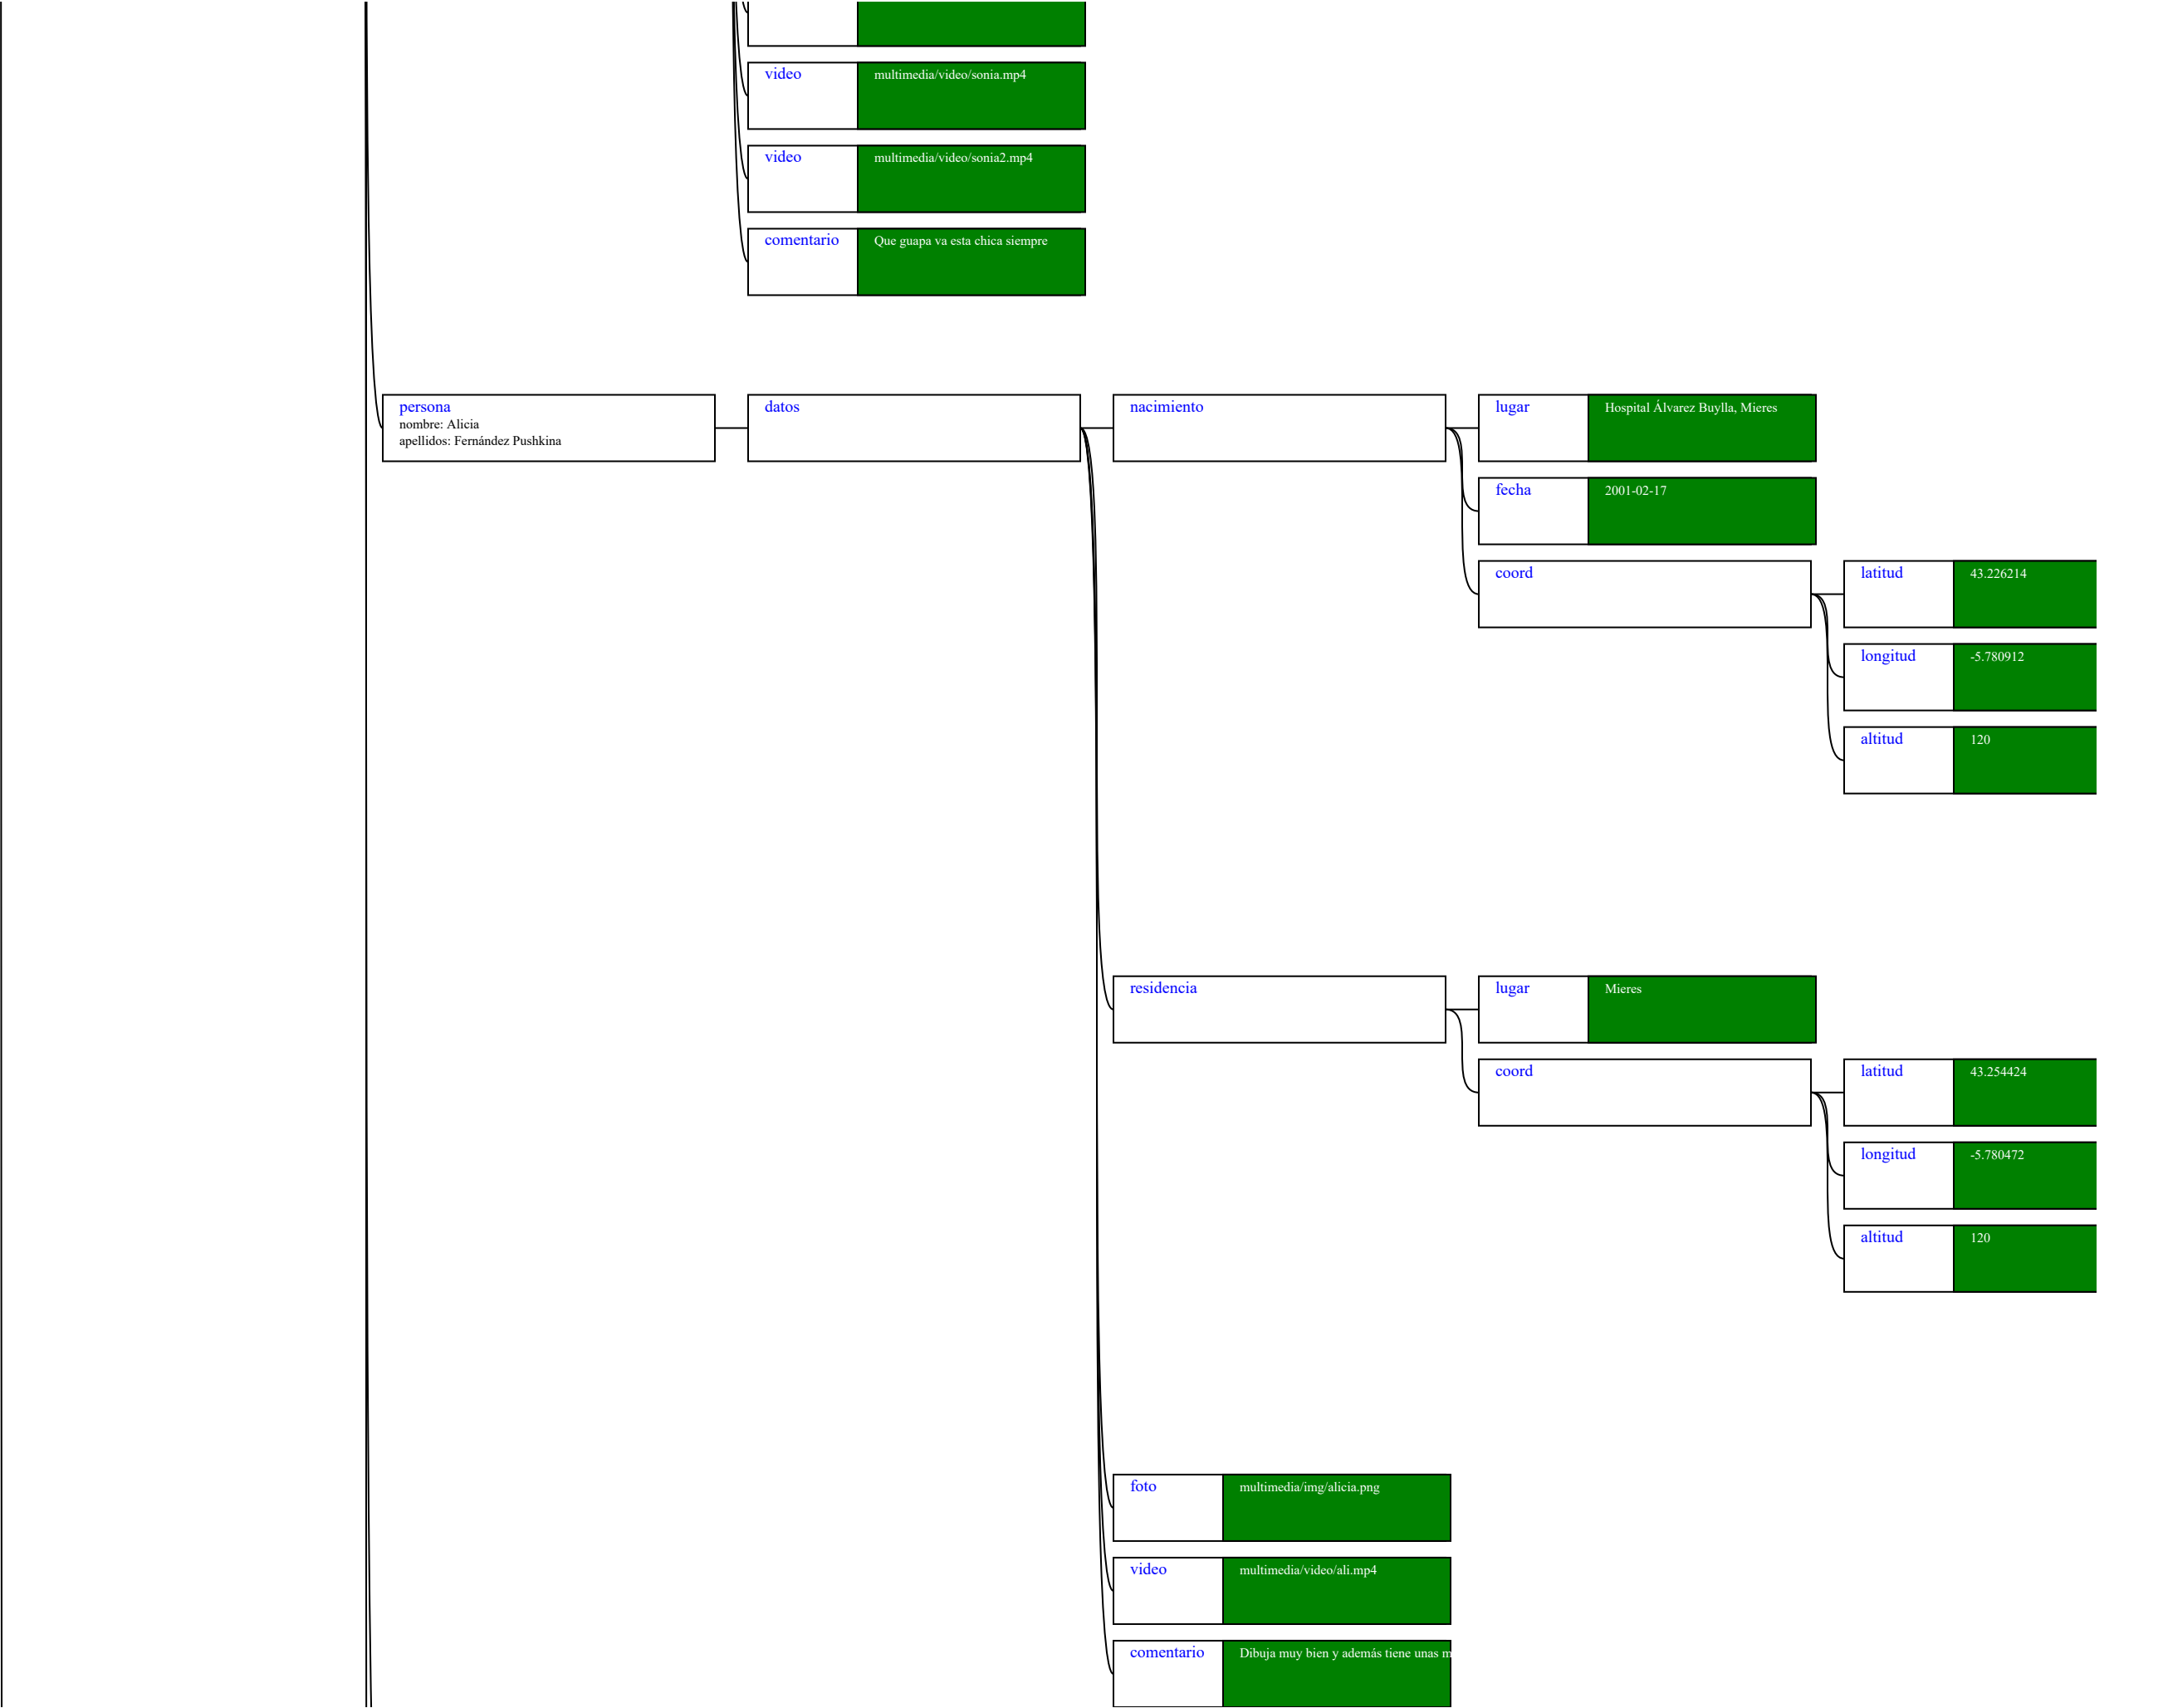 video multimedia/video/sonia.mp4
video multimedia/video/sonia2.mp4
comentario Que guapa va esta chica siempre
persona
nombre: Alicia
apellidos: Fernández Pushkina
datos
nacimiento
lugar Hospital Álvarez Buylla, Mieres
fecha 2001-02-17
coord
latitud 43.226214
longitud -5.780912
altitud 120
residencia
lugar Mieres
coord
latitud 43.254424
longitud -5.780472
altitud 120
foto multimedia/img/alicia.png
video multimedia/video/ali.mp4
comentario Dibuja muy bien y además tiene unas m